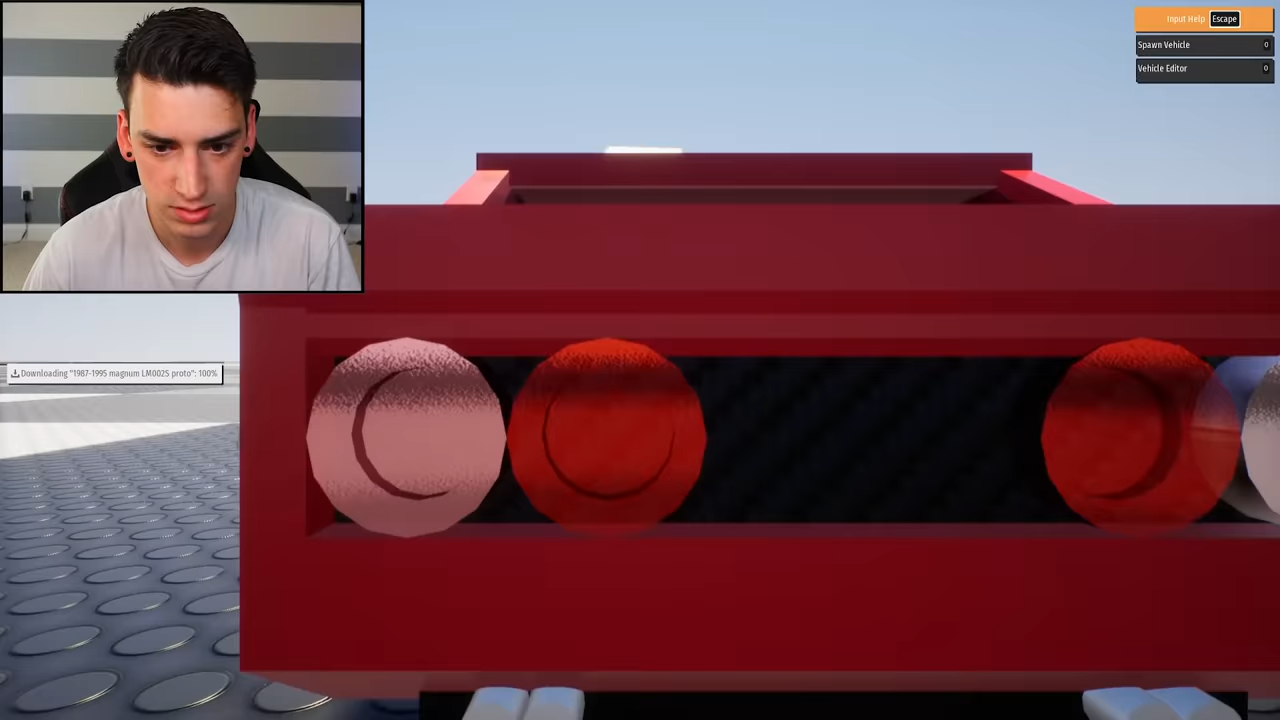 Input Help Escape
Spawn Vehicle 0
Vehicle Editor 0
Downloading "1987-1995 magnum LM002S proto": 100%